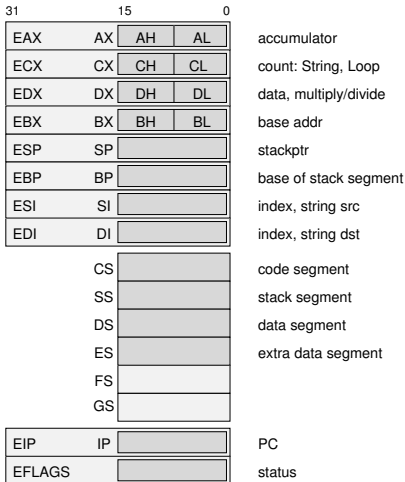 31 15 0
EAX AX AH AL accumulator
ECX CX CH CL count: String, Loop
EDX DX DH DL data, multiply/divide
EBX BX BH BL base addr
ESP SP stackptr
EBP BP base of stack segment
ESI SI index, string src
EDI DI index, string dst
CS code segment
SS stack segment
DS data segment
ES extra data segment
FS
GS
EIP IP PC
EFLAGS status